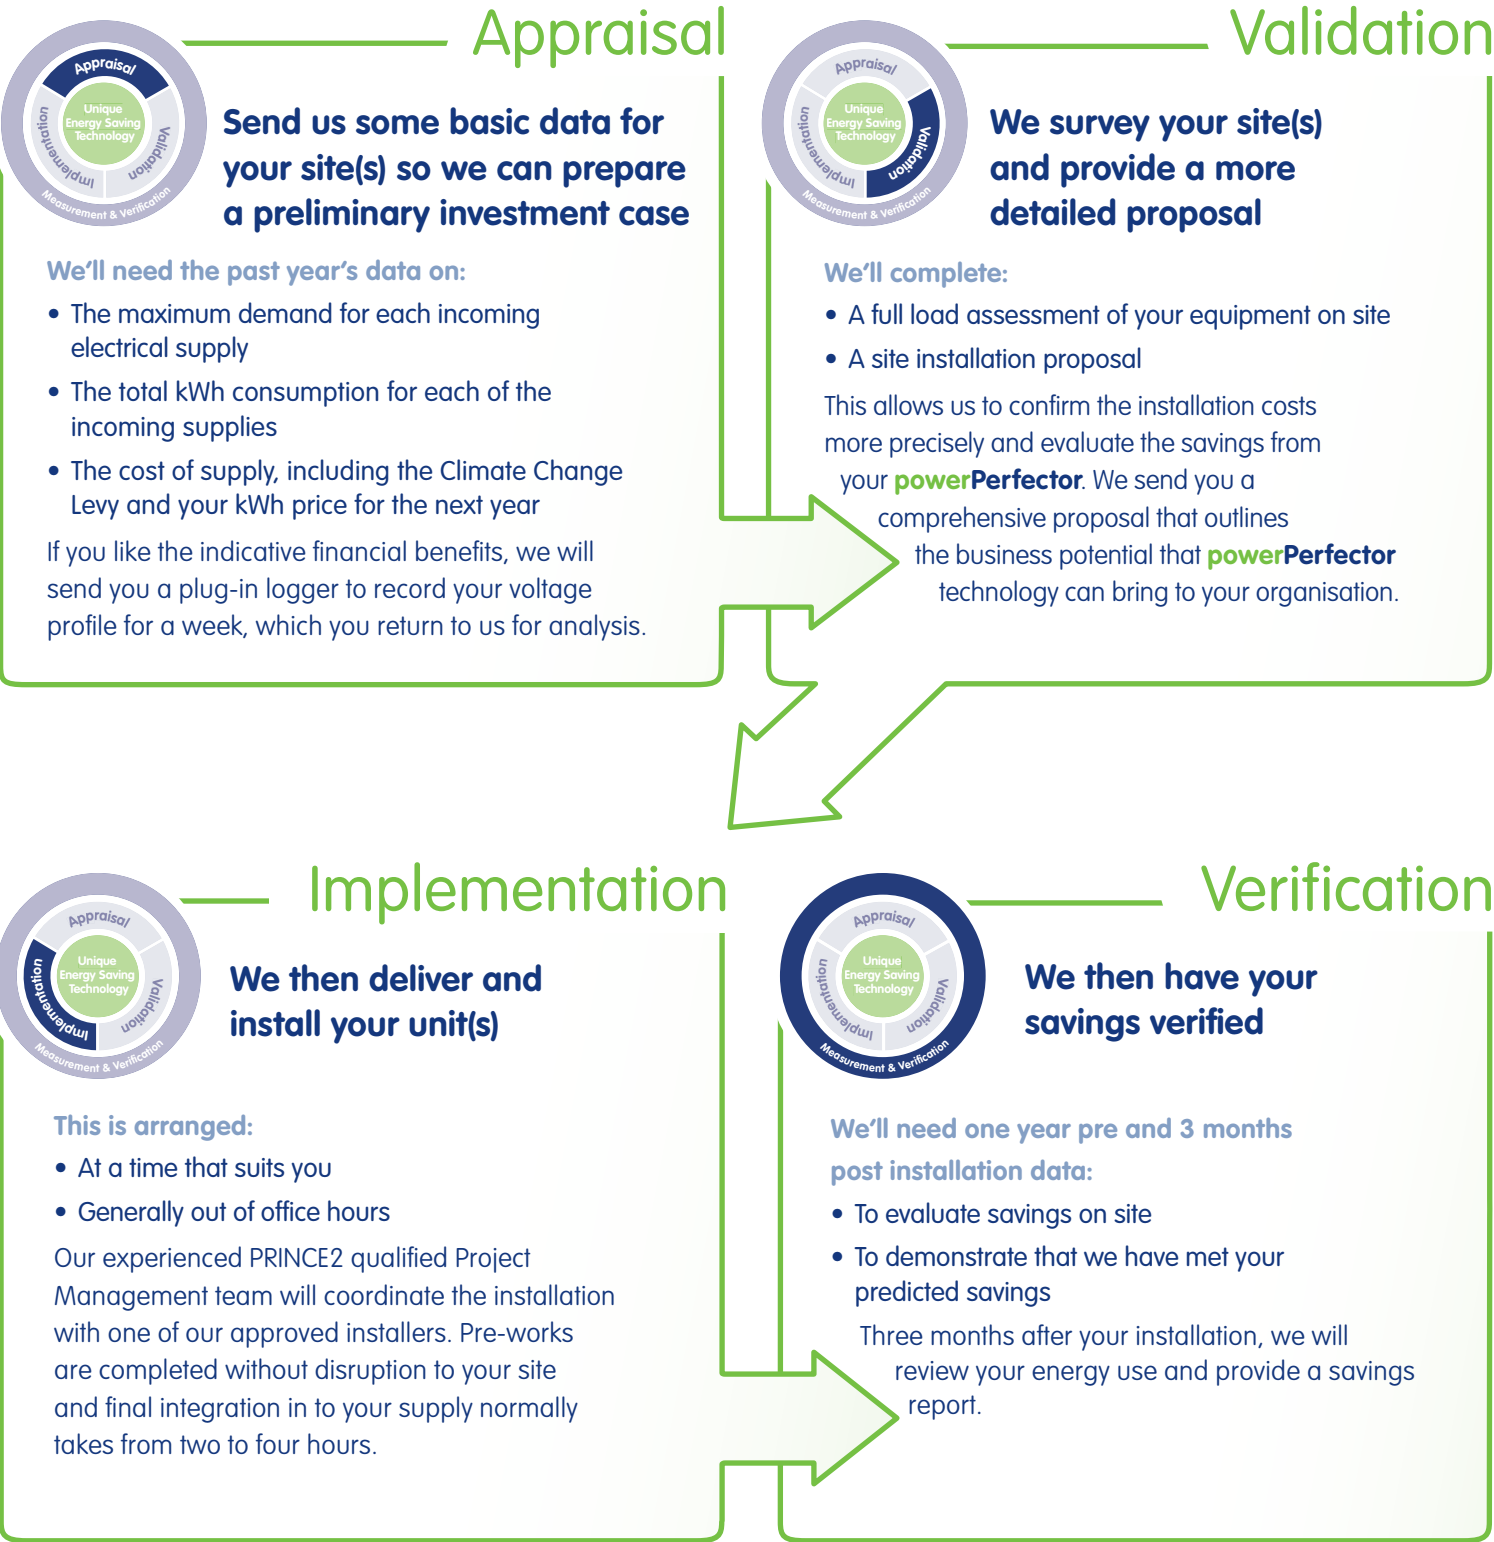 Appraisal
Appraisal
Validation
Implementation
Unique
Energy Saving
Technology
Measurement & Verification
Send us some basic data for
your site(s) so we can prepare
a preliminary investment case
We'll need the past year's data on:
• The maximum demand for each incoming
electrical supply
• The total kWh consumption for each of the
incoming supplies
• The cost of supply, including the Climate Change
Levy and your kWh price for the next year
If you like the indicative financial benefits, we will
send you a plug-in logger to record your voltage
profile for a week, which you return to us for analysis.
Validation
Appraisal
Validation
Implementation
Unique
Energy Saving
Technology
Measurement & Verification
We survey your site(s)
and provide a more
detailed proposal
We'll complete:
• A full load assessment of your equipment on site
• A site installation proposal
This allows us to confirm the installation costs
more precisely and evaluate the savings from
your powerPerfector. We send you a
comprehensive proposal that outlines
the business potential that powerPerfector
technology can bring to your organisation.
Implementation
Appraisal
Validation
Implementation
Unique
Energy Saving
Technology
Measurement & Verification
We then deliver and
install your unit(s)
This is arranged:
• At a time that suits you
• Generally out of office hours
Our experienced PRINCE2 qualified Project
Management team will coordinate the installation
with one of our approved installers. Pre-works
are completed without disruption to your site
and final integration in to your supply normally
takes from two to four hours.
Verification
Appraisal
Validation
Implementation
Unique
Energy Saving
Technology
Measurement & Verification
We then have your
savings verified
We'll need one year pre and 3 months
post installation data:
• To evaluate savings on site
• To demonstrate that we have met your
predicted savings
Three months after your installation, we will
review your energy use and provide a savings
report.